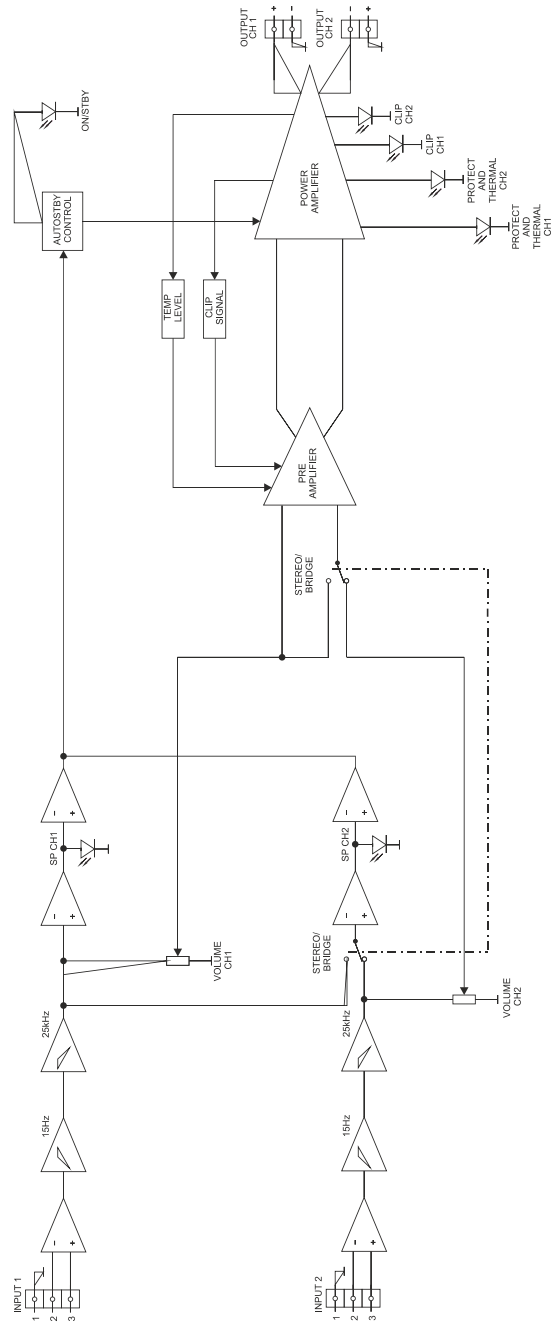 INPUT 1
1
2
3
-
+
15Hz
25kHz
VOLUME
CH1
SP CH1
-
+
-
+
AUTOSTBY
CONTROL
ON/STBY
INPUT 2
1
2
3
-
+
15Hz
25kHz
STEREO/
BRIDGE
VOLUME
CH2
SP CH2
-
+
-
+
STEREO/
BRIDGE
PRE
AMPLIFIER
TEMP
LEVEL
CLIP
SIGNAL
POWER
AMPLIFIER
OUTPUT
CH 1
+
-
OUTPUT
CH 2
-
+
CLIP
CH2
CLIP
CH1
PROTECT
AND
THERMAL
CH2
PROTECT
AND
THERMAL
CH1